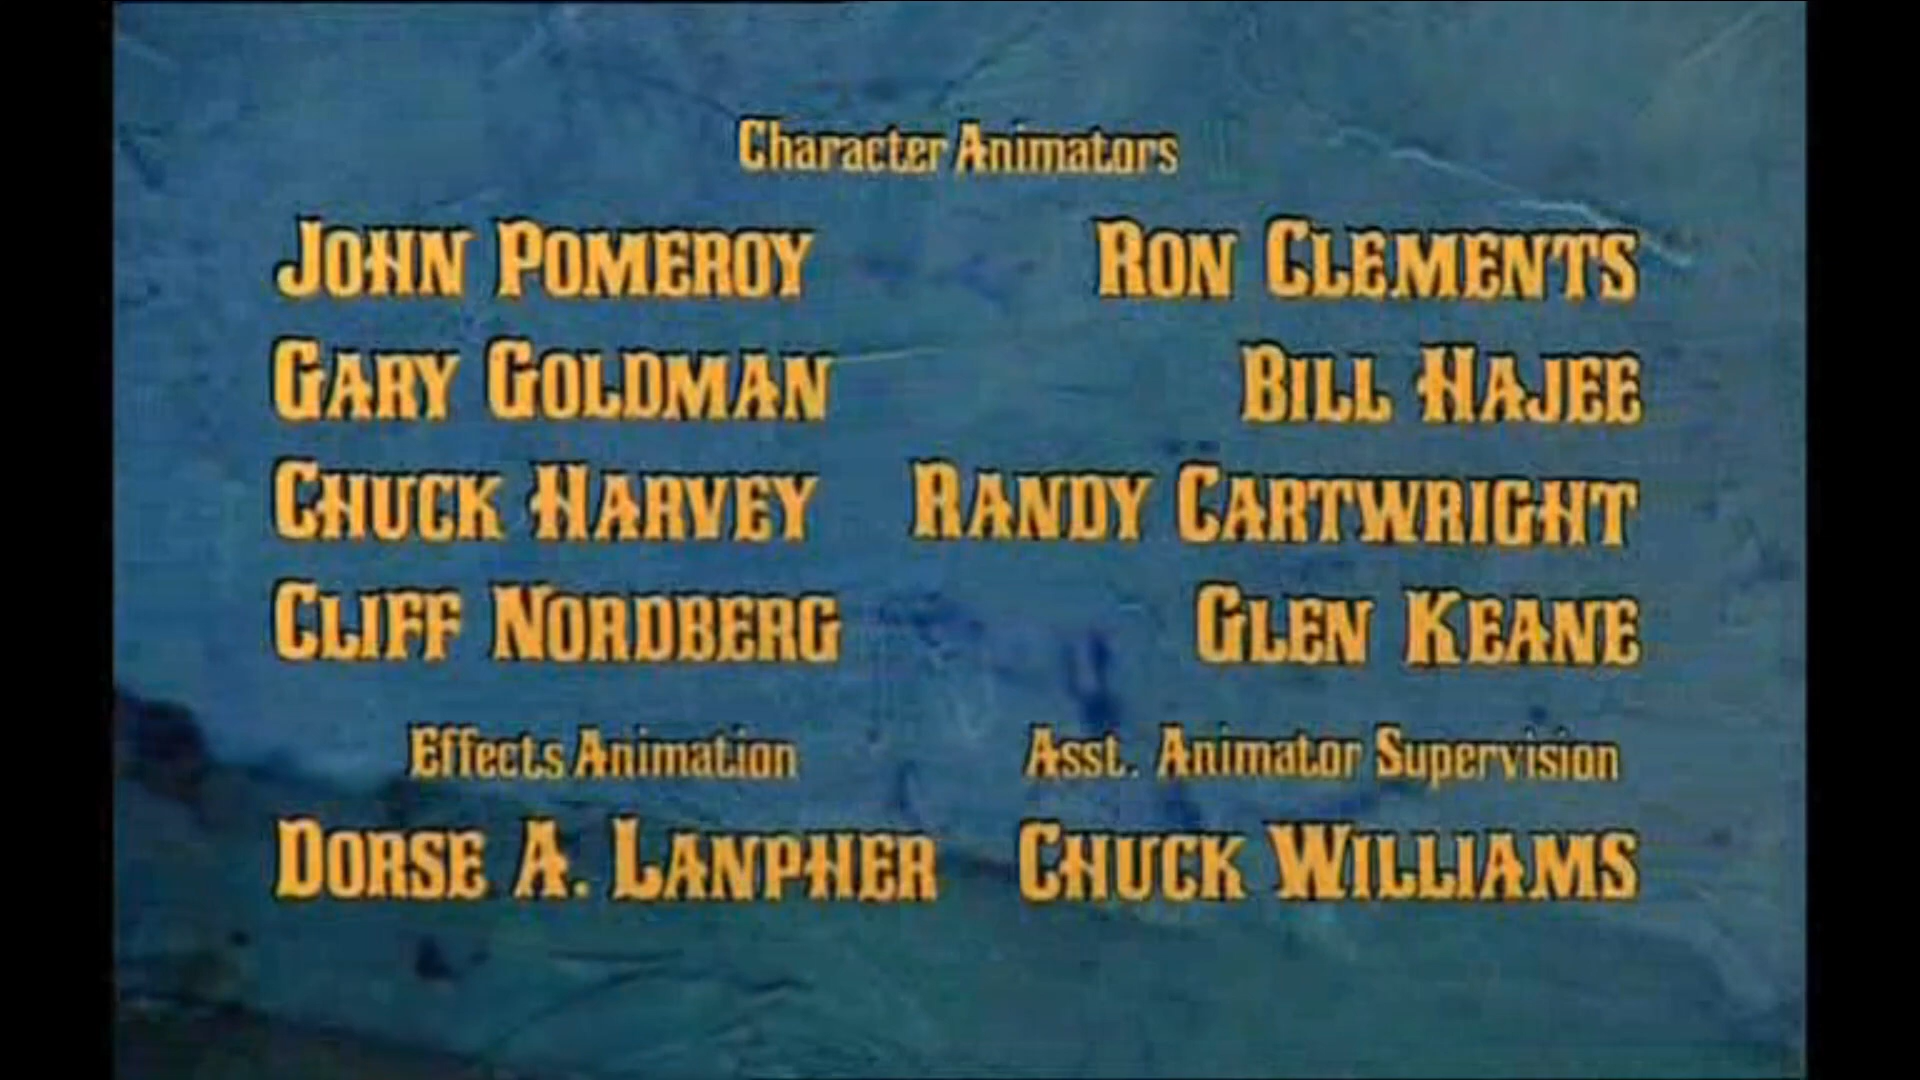 Character Animators
JOHN POMEROY RON CLEMENTS
GARY GOLDMAN BILL HAJEE
CHUCK HARVEY RANDY CARTWRIGHT
CLIFF NORDBERG GLEN KEANE
Effects Animation Asst. Animator Supervision
DORSE A. LANPHER CHUCK WILLIAMS